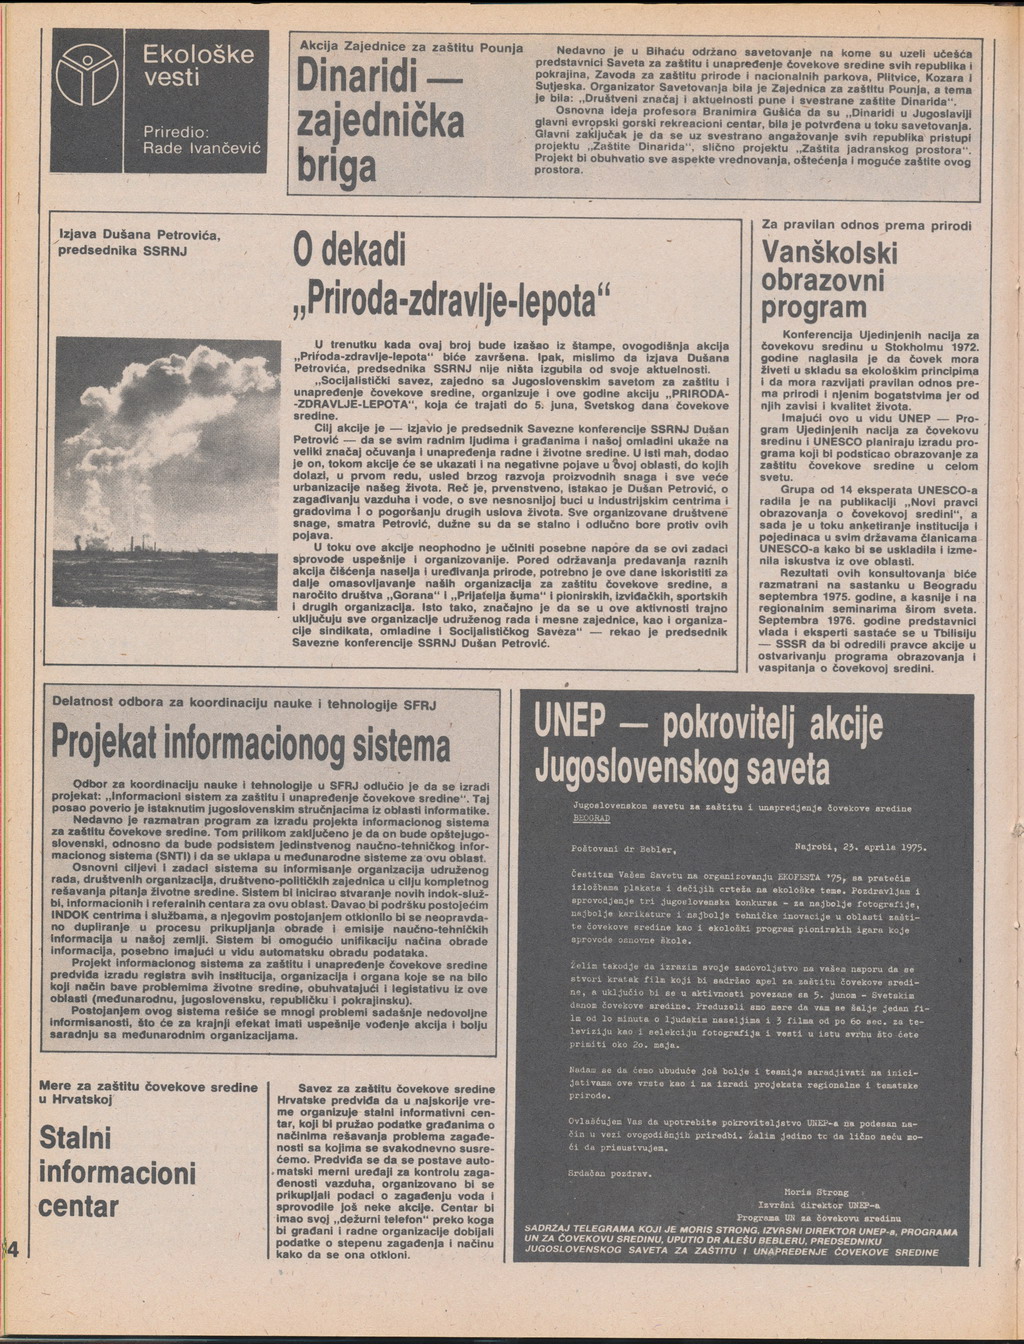 Ekološke
vesti
Priredio:
Rade Ivančević
Akcija Zajednice za zaštitu Pounja
Dinaridi —
zajednička
briga
Nedavno je u Bihaću održano savetovanje na kome su uzeli učešća
predstavnici Saveta za zaštitu i unapređenje čovekove sredine svih republika i
pokrajina, Zavoda za zaštitu prirode i nacionalnih parkova, Plitvice, Kozara i
Sutjeska. Organizator Savetovanja bila je Zajednica za zaštitu Pounja, a tema
je bila: „Društveni značaj i aktuelnosti pune i svestrane zaštite Dinarida“.
Osnovna ideja profesora Branimira Gušića da su „Dinaridi u Jugoslaviji
glavni evropski gorski rekreacioni centar, bila je potvrđena u toku savetovanja.
Glavni zaključak je da se uz svestrano angažovanje svih republika pristupi
projektu „Zaštite Dinarida“, slično projektu „Zaštita jadranskog prostora“.
Projekt bi obuhvatio sve aspekte vrednovanja, oštećenja i moguće zaštite ovog
prostora.
Izjava Dušana Petrovića,
predsednika SSRNJ
O dekadi
„Priroda-zdravlje-lepota“
U trenutku kada ovaj broj bude izašao iz štampe, ovogodišnja akcija
„Priroda-zdravlje-lepota“ biće završena. Ipak, mislimo da izjava Dušana
Petrovića, predsednika SSRNJ nije ništa izgubila od svoje aktuelnosti.
„Socijalistički savez, zajedno sa Jugoslovenskim savetom za zaštitu i
unapređenje čovekove sredine, organizuje i ove godine akciju „PRIRODA-
-ZDRAVLJE-LEPOTA“, koja će trajati do 5. juna, Svetskog dana čovekove
sredine.
Cilj akcije je — izjavio je predsednik Savezne konferencije SSRNJ Dušan
Petrović — da se svim radnim ljudima i građanima i našoj omladini ukaže na
veliki značaj očuvanja i unapređenja radne i životne sredine. U isti mah, dodao
je on, tokom akcije će se ukazati i na negativne pojave u ovoj oblasti, do kojih
dolazi, u prvom redu, usled brzog razvoja proizvodnih snaga i sve veće
urbanizacije našeg života. Reč je, prvenstveno, istakao je Dušan Petrović, o
zagađivanju vazduha i vode, o sve nesnosnijoj buci u industrijskim centrima i
gradovima i o pogoršanju drugih uslova života. Sve organizovane društvene
snage, smatra Petrović, dužne su da se stalno i odlučno bore protiv ovih
pojava.
U toku ove akcije neophodno je učiniti posebne napore da se ovi zadaci
sprovode uspešnije i organizovanije. Pored održavanja predavanja raznih
akcija čišćenja naselja i uređivanja prirode, potrebno je ove dane iskoristiti za
dalje omasovljavanje naših organizacija za zaštitu čovekove sredine, a
naročito društva „Gorana“ i „Prijatelja šuma“ i pionirskih, izviđačkih, sportskih
i drugih organizacija. Isto tako, značajno je da se u ove aktivnosti trajno
uključuju sve organizacije udruženog rada i mesne zajednice, kao i organiza-
cije sindikata, omladine i Socijalističkog Saveza“ — rekao je predsednik
Savezne konferencije SSRNJ Dušan Petrović.
Za pravilan odnos prema prirodi
Vanškolski
obrazovni
program
Konferencija Ujedinjenih nacija za
čovekovu sredinu u Stokholmu 1972.
godine naglasila je da čovek mora
živeti u skladu sa ekološkim principima
i da mora razvijati pravilan odnos pre-
ma prirodi i njenim bogatstvima jer od
njih zavisi i kvalitet života.
Imajući ovo u vidu UNEP — Pro-
gram Ujedinjenih nacija za čovekovu
sredinu i UNESCO planiraju izradu pro-
grama koji bi podsticao obrazovanje za
zaštitu čovekove sredine u celom
svetu.
Grupa od 14 eksperata UNESCO-a
radila je na publikaciji „Novi pravci
obrazovanja o čovekovoj sredini“, a
sada je u toku anketiranje institucija i
pojedinaca u svim državama članicama
UNESCO-a kako bi se uskladila i izme-
nila iskustva iz ove oblasti.
Rezultati ovih konsultovanja biće
razmatrani na sastanku u Beogradu
septembra 1975. godine, a kasnije i na
regionalnim seminarima širom sveta.
Septembra 1976. godine predstavnici
vlada i eksperti sastaće se u Tbilisiju
— SSSR da bi odredili pravce akcije u
ostvarivanju programa obrazovanja i
vaspitanja o čovekovoj sredini.
Delatnost odbora za koordinaciju nauke i tehnologije SFRJ
Projekat informacionog sistema
Odbor za koordinaciju nauke i tehnologije u SFRJ odlučio je da se izradi
projekat: „Informacioni sistem za zaštitu i unapređenje čovekove sredine“. Taj
posao poverio je istaknutim jugoslovenskim stručnjacima iz oblasti informatike.
Nedavno je razmatran program za izradu projekta informacionog sistema
za zaštitu čovekove sredine. Tom prilikom zaključeno je da on bude opštejugo-
slovenski, odnosno da bude podsistem jedinstvenog naučno-tehničkog infor-
macionog sistema (SNTI) i da se uklapa u međunarodne sisteme za ovu oblast.
Osnovni ciljevi i zadaci sistema su informisanje organizacija udruženog
rada, društvenih organizacija, društveno-političkih zajednica u cilju kompletnog
rešavanja pitanja životne sredine. Sistem bi inicirao stvaranje novih indok-služ-
bi, informacionih i referalnih centara za ovu oblast. Davao bi podršku postojećim
INDOK centrima i službama, a njegovim postojanjem otklonilo bi se neopravda-
no dupliranje u procesu prikupljanja obrade i emisije naučno-tehničkih
informacija u našoj zemlji. Sistem bi omogućio unifikaciju načina obrade
informacija, posebno imajući u vidu automatsku obradu podataka.
Projekt informacionog sistema za zaštitu i unapređenje čovekove sredine
predviđa izradu registra svih institucija, organizacija i organa koje se na bilo
koji način bave problemima životne sredine, obuhvatajući i legistativu iz ove
oblasti (međunarodnu, jugoslovensku, republičku i pokrajinsku).
Postojanjem ovog sistema rešiće se mnogi problemi sadašnje nedovoljne
informisanosti, što će za krajnji efekat imati uspešnije vođenje akcija i bolju
saradnju sa međunarodnim organizacijama.
Mere za zaštitu čovekove sredine
u Hrvatskoj
Stalni
informacioni
centar
Savez za zaštitu čovekove sredine
Hrvatske predviđa da u najskorije vre-
me organizuje stalni informativni cen-
tar, koji bi pružao podatke građanima o
načinima rešavanja problema zagađe-
nosti sa kojima se svakodnevno susre-
ćemo. Predviđa se da se postave auto-
matski merni uređaji za kontrolu zaga-
đenosti vazduha, organizovano bi se
prikupljali podaci o zagađenju voda i
sprovodile još neke akcije. Centar bi
imao svoj „dežurni telefon“ preko koga
bi građani i radne organizacije dobijali
podatke o stepenu zagađenja i načinu
kako da se ona otkloni.
UNEP — pokrovitelj akcije
Jugoslovenskog saveta
Jugoslovenskom savetu za zaštitu i unapredjenje čovekove sredine
BEOGRAD
Poštovani dr Bebler,
Najrobi, 23. aprila 1975.
Čestitam Vašem Savetu na organizovanju EKOFESTA '75, sa pratećim
izložbama plakata i dečijih crteža na ekološke teme. Pozdravljam i
sprovodjenje tri jugoslovenska konkursa - za najbolje fotografije,
najbolje karikature i najbolje tehničke inovacije u oblasti zašti-
te čovekove sredine kao i ekološki program pionirskih igara koje
sprovode osnovne škole.
Želim takodje da izrazim svoje zadovoljstvo na vašem naporu da se
stvori kratak film koji bi sadržao apel za zaštitu čovekove sredi-
ne, a uključio bi se u aktivnosti povezane sa 5. junom - Svetskim
danom čovekove sredine. Preduzeli smo mere da vam se šalje jedan fi-
lm od lo minuta o ljudskim naseljima i 3 filma od po 6o sec. za te-
leviziju kao i selekciju fotografija i vesti u istu svrhu što ćete
primiti oko 2o. maja.
Nadam se da ćemo ubuduće još bolje i tesnije saradjivati na inici-
jativama ove vrste kao i na izradi projekata regionalne i tematske
prirode.
Ovlašćujem Vas da upotrebite pokroviteljstvo UNEP-a na podesan na-
čin u vezi ovogodišnjih priredbi. Žalim jedino to da lično neću mo-
ći da prisustvujem.
Srdačan pozdrav.
Moris Strong
Izvršni direktor UNEP-a
Programa UN za čovekovu sredinu
SADRŽAJ TELEGRAMA KOJI JE MORIS STRONG, IZVRSNI DIREKTOR UNEP-a, PROGRAMA
UN ZA ČOVEKOVU SREDINU, UPUTIO DR ALEŠU BEBLERU, PREDSEDNIKU
JUGOSLOVENSKOG SAVETA ZA ZAŠTITU I UNAPREĐENJE ČOVEKOVE SREDINE